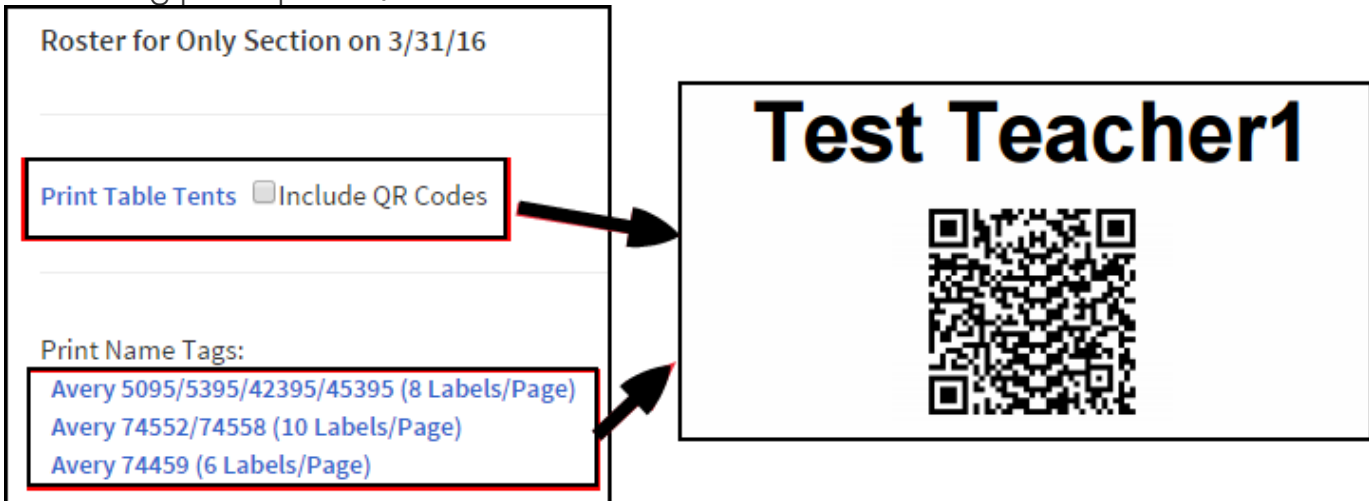 Roster for Only Section on 3/31/16
Print Table Tents Include QR Codes
Print Name Tags:
Avery 5095/5395/42395/45395 (8 Labels/Page)
Avery 74552/74558 (10 Labels/Page)
Avery 74459 (6 Labels/Page)
Test Teacher1